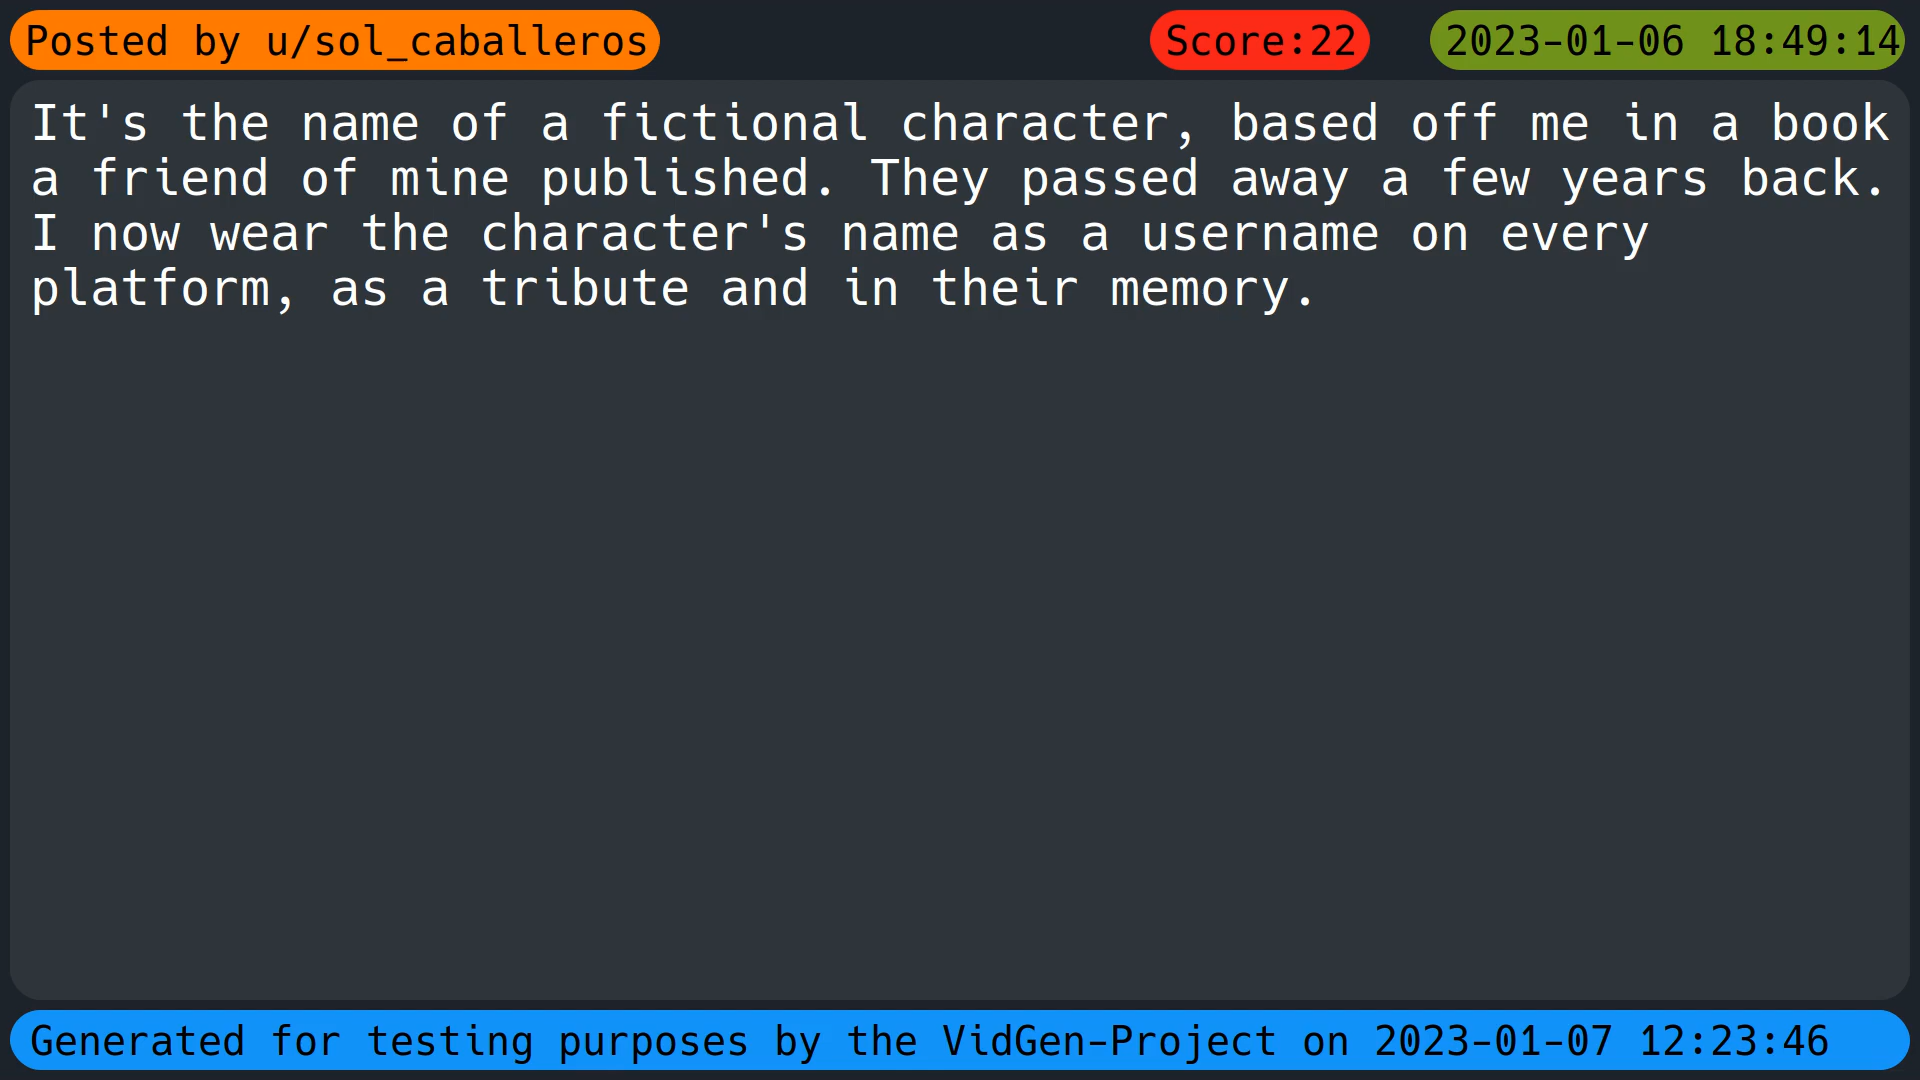 Posted by u/sol_caballeros
Score:22
2023-01-06 18:49:14
It's the name of a fictional character, based off me in a book
a friend of mine published. They passed away a few years back.
I now wear the character's name as a username on every
platform, as a tribute and in their memory.
Generated for testing purposes by the VidGen-Project on 2023-01-07 12:23:46